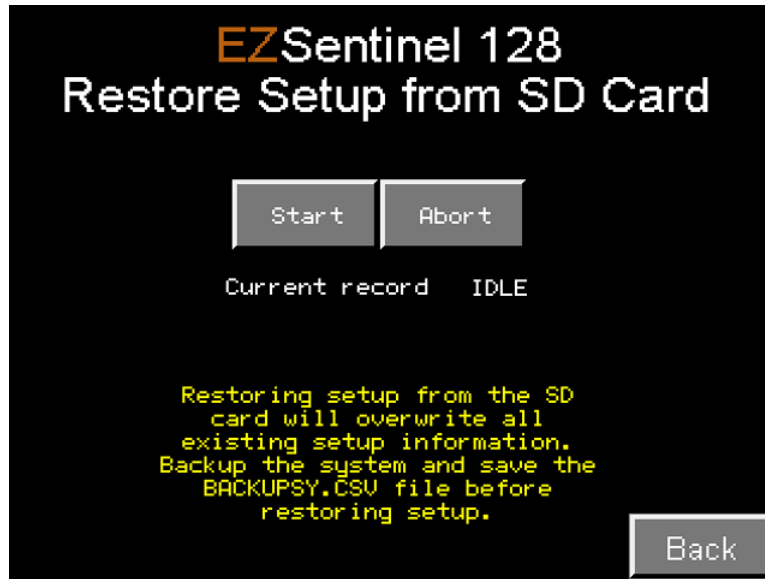 EZSentinel 128
Restore Setup from SD Card
Start Abort
Current record IDLE
Restoring setup from the SD
card will overwrite all
existing setup information.
Backup the system and save the
BACKUPSY.CSV file before
restoring setup.
Back